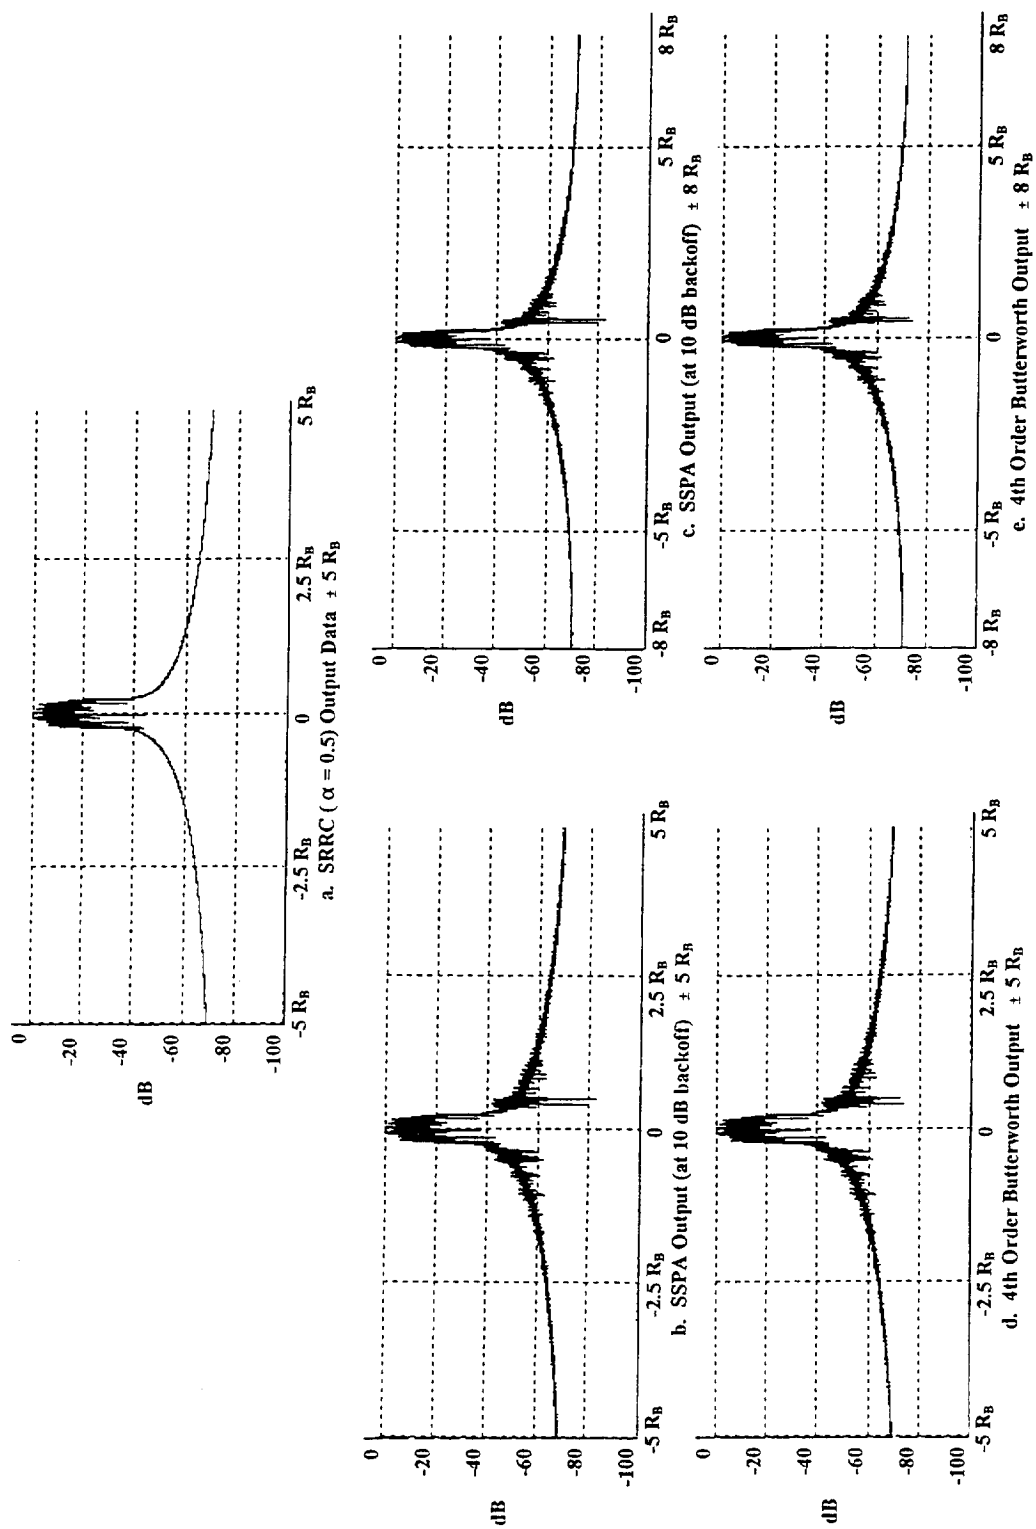 0
-20
-40
-60
-80
-100
dB
-5 R_B
-2.5 R_B
0
2.5 R_B
5 R_B
a. SRRC ( α = 0.5) Output Data ± 5 R_B
0
-20
-40
-60
-80
-100
dB
-5 R_B
-2.5 R_B
0
2.5 R_B
5 R_B
b. SSPA Output (at 10 dB backoff) ± 5 R_B
0
-20
-40
-60
-80
-100
dB
-8 R_B
-5 R_B
0
5 R_B
8 R_B
c. SSPA Output (at 10 dB backoff) ± 8 R_B
0
-20
-40
-60
-80
-100
dB
-5 R_B
-2.5 R_B
0
2.5 R_B
5 R_B
d. 4th Order Butterworth Output ± 5 R_B
0
-20
-40
-60
-80
-100
dB
-8 R_B
-5 R_B
0
5 R_B
8 R_B
e. 4th Order Butterworth Output ± 8 R_B